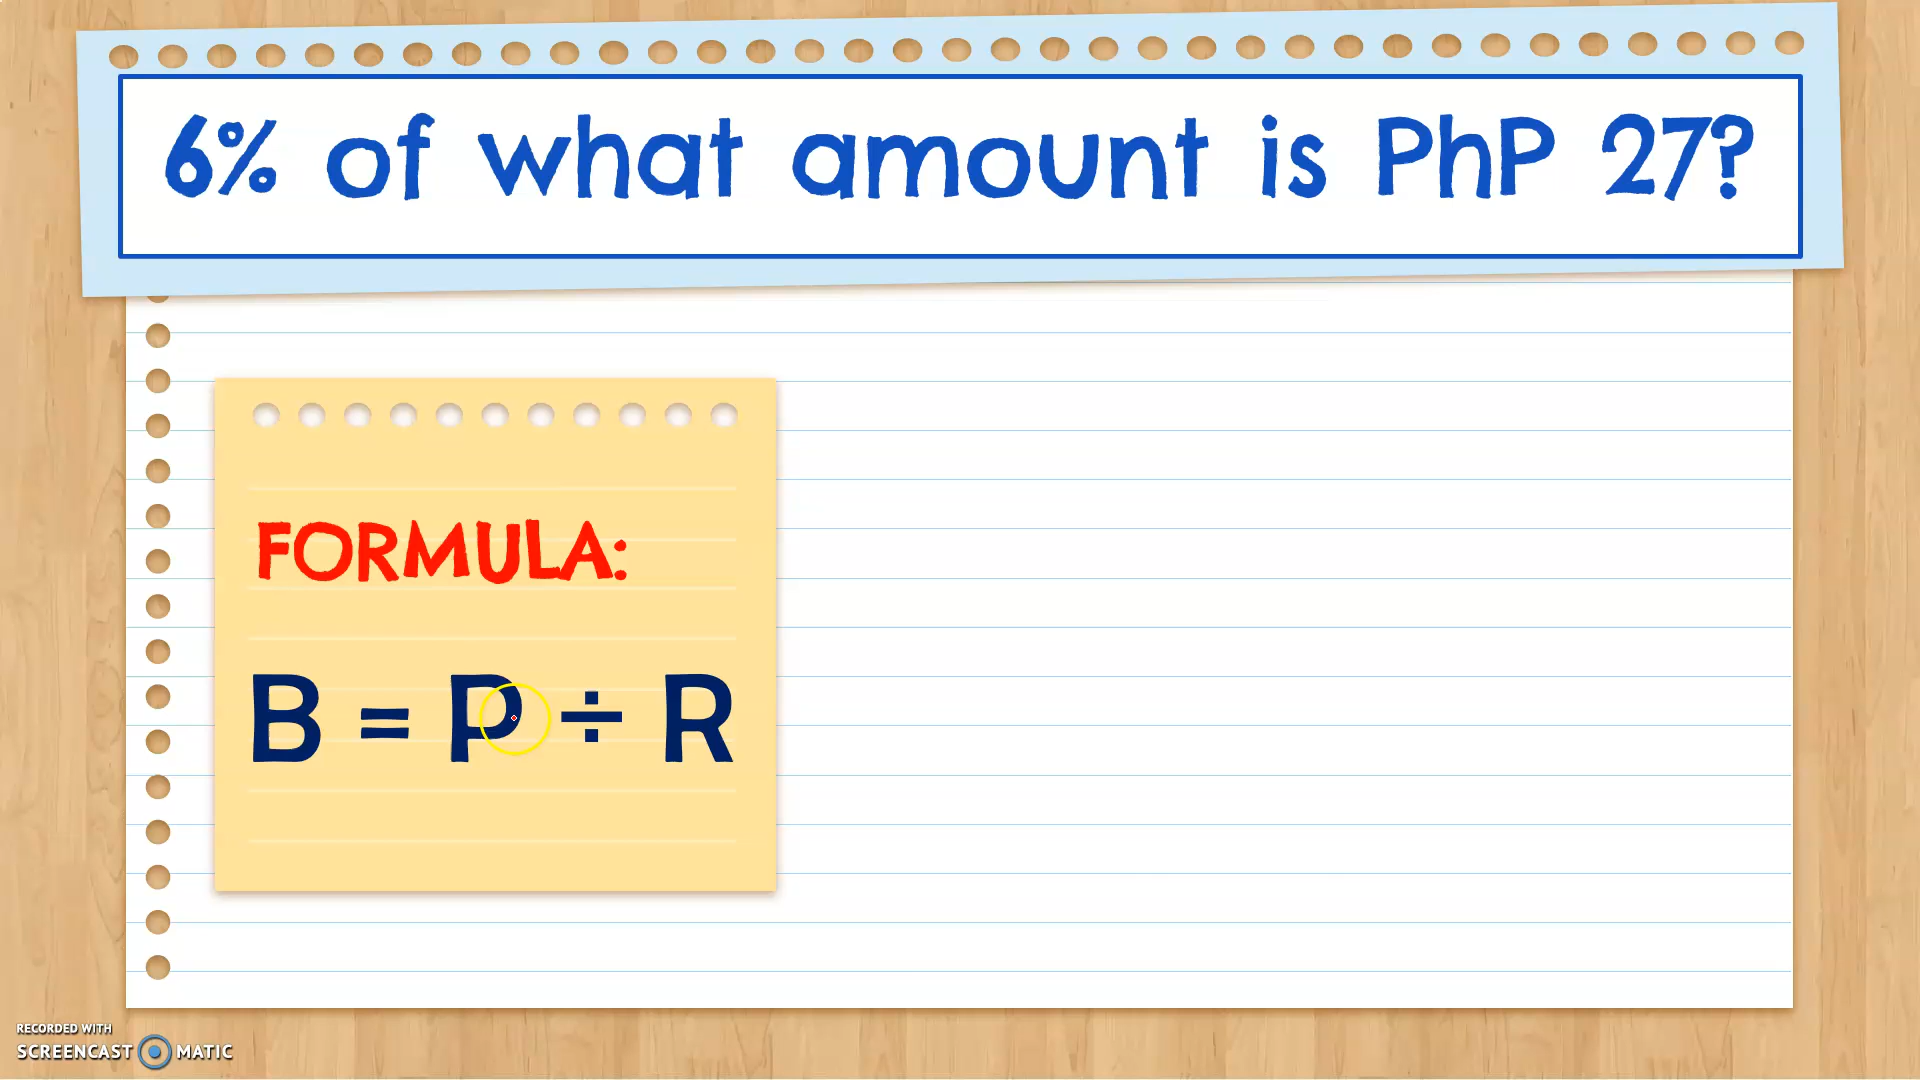 6% of what amount is PhP 27?
FORMULA:
B = P ÷ R
RECORDED WITH
SCREENCAST MATIC